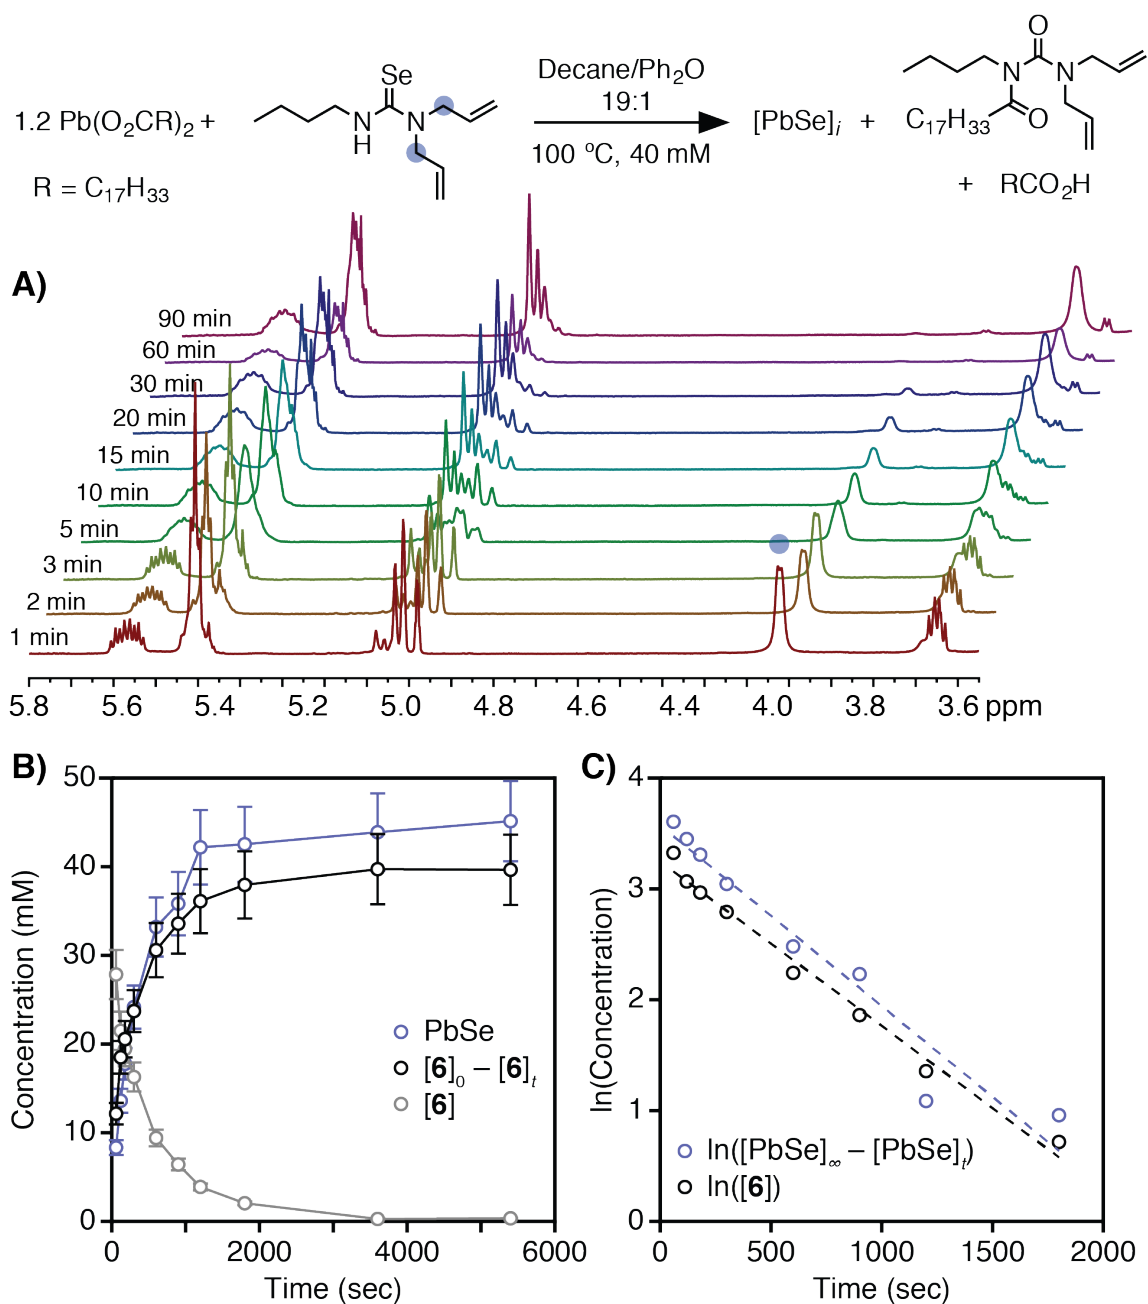 1.2 Pb(O₂CR)₂ +
R = C₁₇H₃₃
Se
N
H
N
Decane/Ph₂O
19:1
100 °C, 40 mM
[PbSe]ᵢ +
O
N
N
C₁₇H₃₃
O
+ RCO₂H
A)
90 min
60 min
30 min
20 min
15 min
10 min
5 min
3 min
2 min
1 min
5.8 5.6 5.4 5.2 5.0 4.8 4.6 4.4 4.0 3.8 3.6 ppm
B)
50
40
30
20
10
0
Concentration (mM)
PbSe
[6]₀ – [6]ₜ
[6]
0 2000 4000 6000
Time (sec)
C)
4
3
2
1
0
ln(Concentration)
ln([PbSe]∞ – [PbSe]ₜ)
ln([6])
0 500 1000 1500 2000
Time (sec)